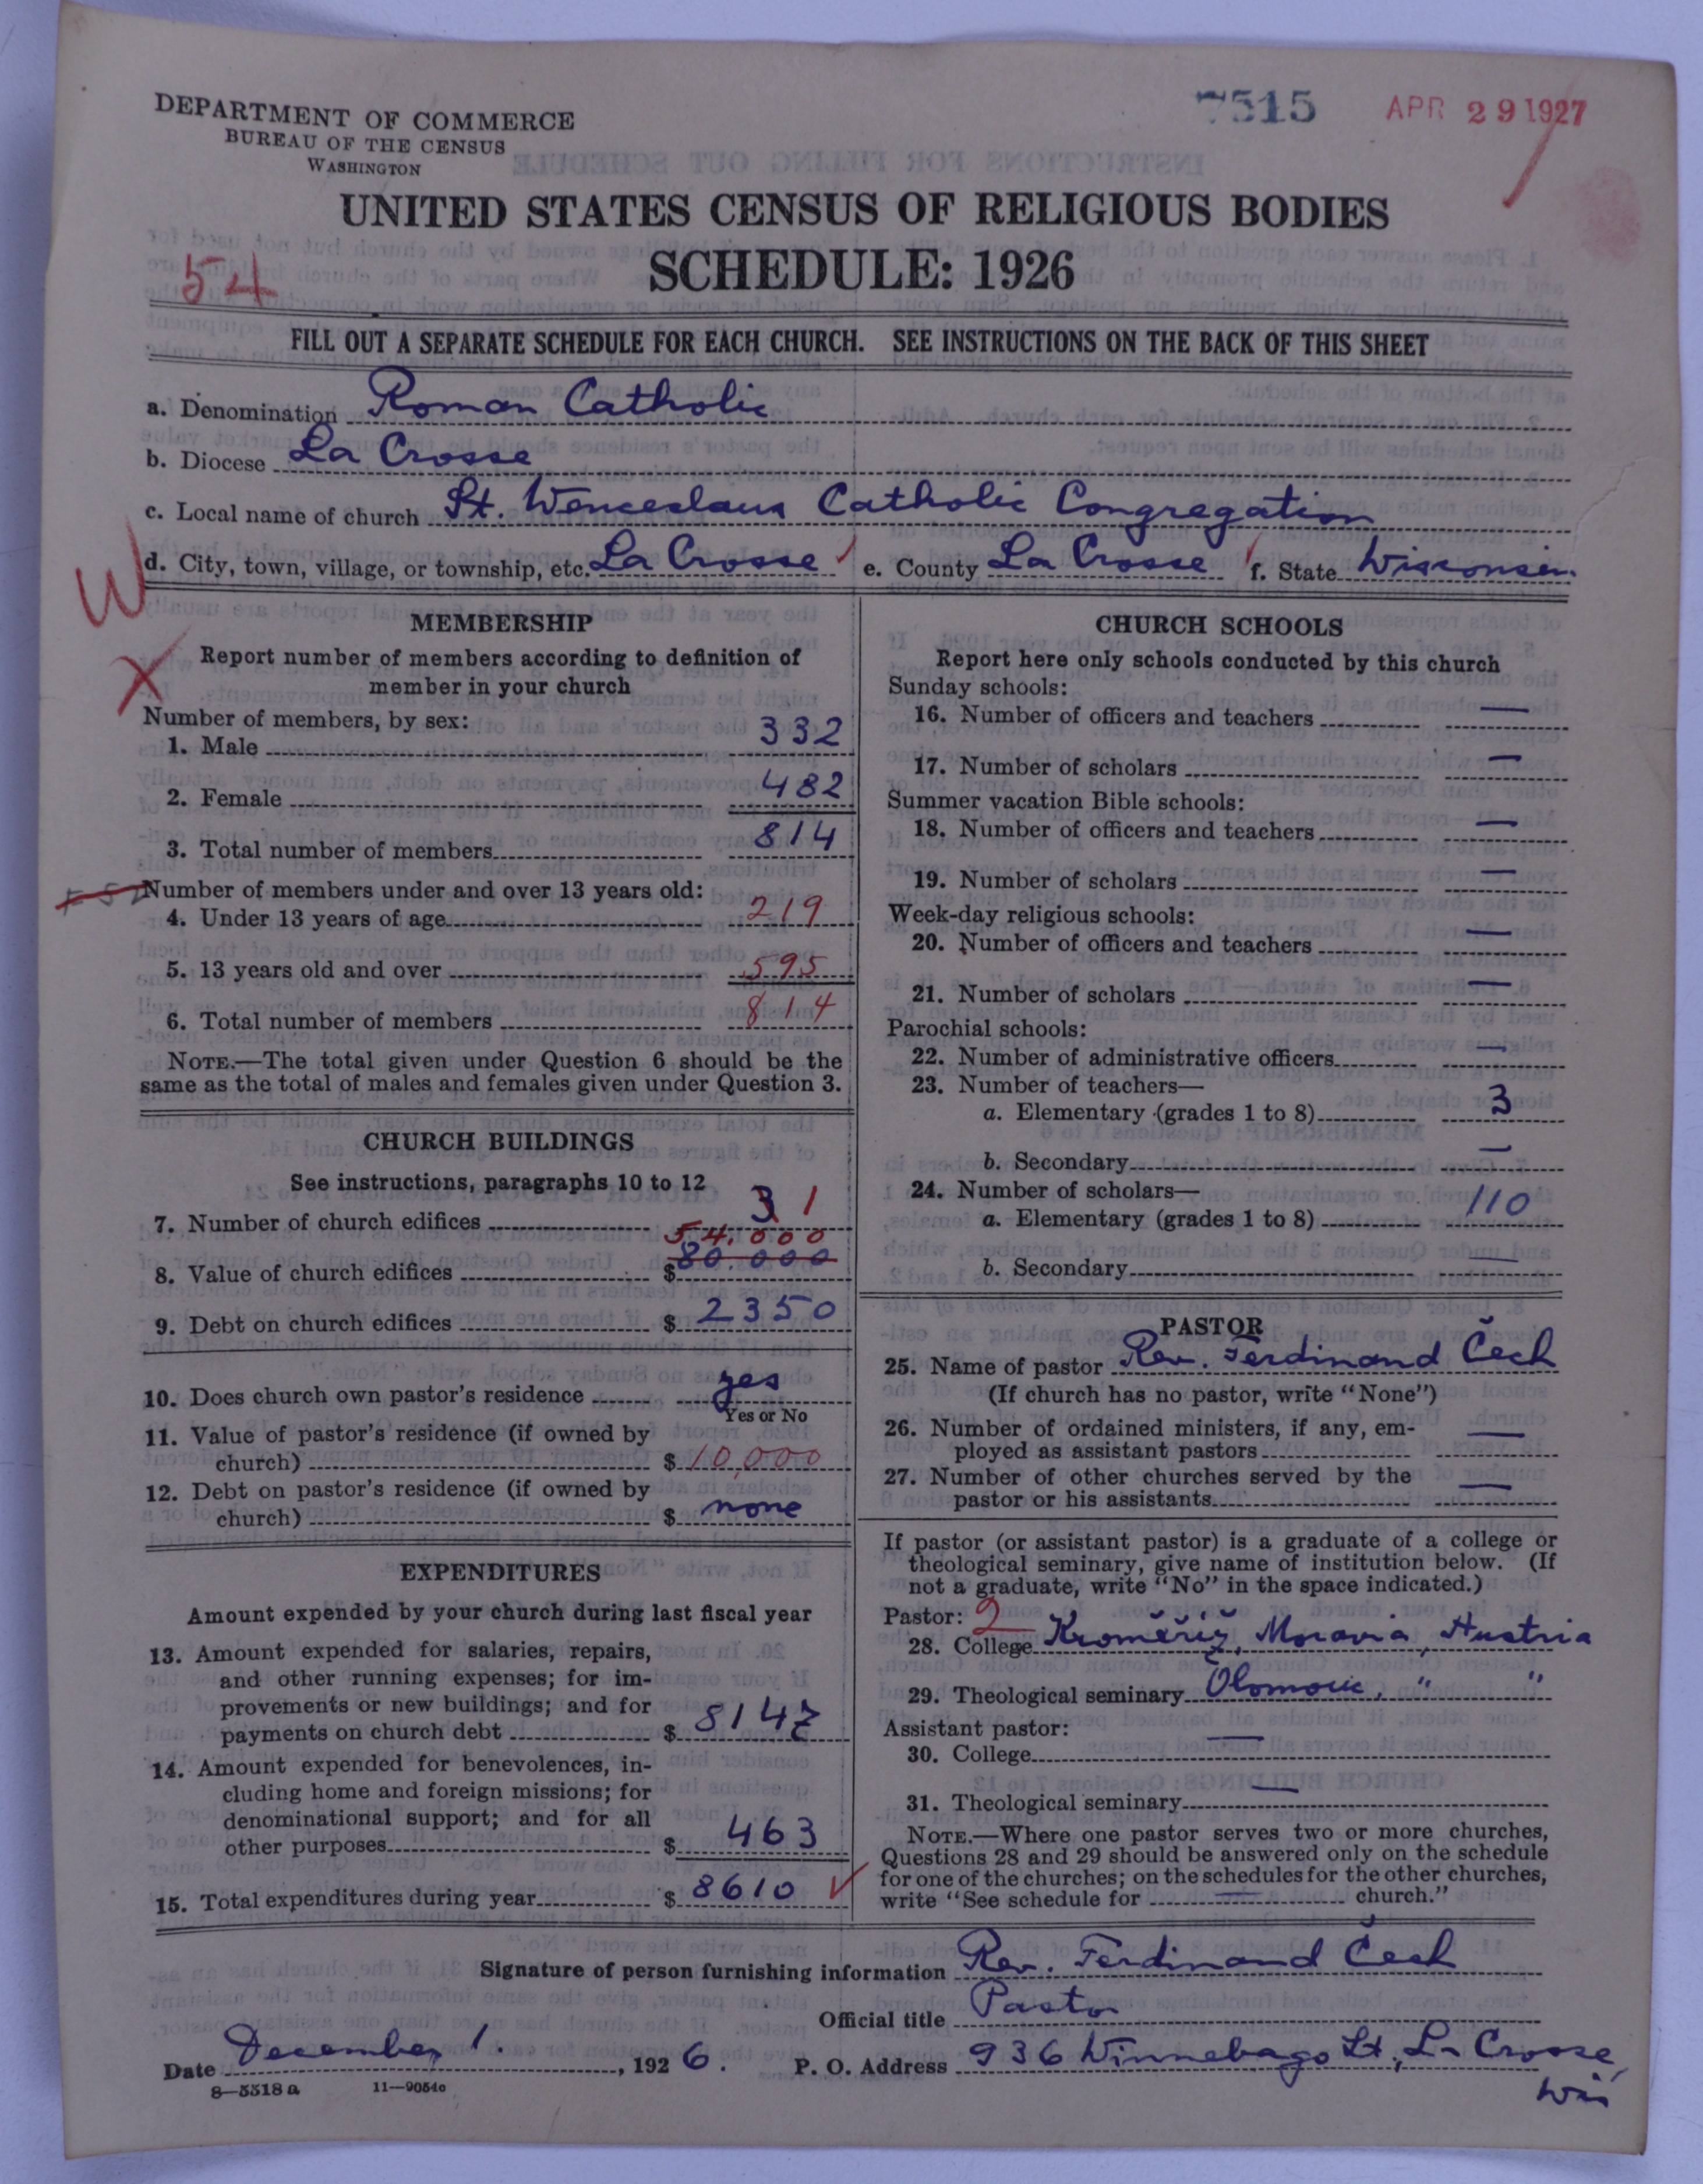 DEPARTMENT OF COMMERCE
BUREAU OF THE CENSUS
WASHINGTON
7515
APR 29 1927
UNITED STATES CENSUS OF RELIGIOUS BODIES
SCHEDULE: 1926
54
FILL OUT A SEPARATE SCHEDULE FOR EACH CHURCH. SEE INSTRUCTIONS ON THE BACK OF THIS SHEET
a. Denomination Roman Catholic
b. Diocese La Crosse
c. Local name of church St. Wenceslaus Catholic Congregation
W
d. City, town, village, or township, etc. La Crosse e. County La Crosse f. State Wisconsin
MEMBERSHIP
X
Report number of members according to definition of
member in your church
Number of members, by sex:
1. Male 332
2. Female 482
3. Total number of members 814
Number of members under and over 13 years old:
4. Under 13 years of age 219
5. 13 years old and over 595
6. Total number of members 814
NOTE.—The total given under Question 6 should be the
same as the total of males and females given under Question 3.
CHURCH BUILDINGS
See instructions, paragraphs 10 to 12
7. Number of church edifices 3 1
54.000
8. Value of church edifices $ 80.000
9. Debt on church edifices $ 2350
10. Does church own pastor's residence yes
Yes or No
11. Value of pastor's residence (if owned by
church) $ 10,000
12. Debt on pastor's residence (if owned by
church) $ none
EXPENDITURES
Amount expended by your church during last fiscal year
13. Amount expended for salaries, repairs,
and other running expenses; for im-
provements or new buildings; and for
payments on church debt $ 8147
14. Amount expended for benevolences, in-
cluding home and foreign missions; for
denominational support; and for all
other purposes $ 463
15. Total expenditures during year $ 8610 ✓
CHURCH SCHOOLS
Report here only schools conducted by this church
Sunday schools:
16. Number of officers and teachers —
17. Number of scholars —
Summer vacation Bible schools:
18. Number of officers and teachers —
19. Number of scholars —
Week-day religious schools:
20. Number of officers and teachers —
21. Number of scholars —
Parochial schools:
22. Number of administrative officers —
23. Number of teachers—
a. Elementary (grades 1 to 8) 3
b. Secondary —
24. Number of scholars—
a. Elementary (grades 1 to 8) 110
b. Secondary —
PASTOR
25. Name of pastor Rev. Ferdinand Čech
(If church has no pastor, write "None")
26. Number of ordained ministers, if any, em-
ployed as assistant pastors —
27. Number of other churches served by the
pastor or his assistants —
If pastor (or assistant pastor) is a graduate of a college or
theological seminary, give name of institution below. (If
not a graduate, write "No" in the space indicated.)
Pastor: 2
28. College Kroměříž, Moravia, Austria
29. Theological seminary Olomouc, " "
Assistant pastor:
30. College —
31. Theological seminary —
NOTE.—Where one pastor serves two or more churches,
Questions 28 and 29 should be answered only on the schedule
for one of the churches; on the schedules for the other churches,
write "See schedule for — church."
Signature of person furnishing information Rev. Ferdinand Čech
Official title Pastor
Date December 1. , 1926. P. O. Address 936 Winnebago St., La Crosse,
Wis
8—5518 a 11—9054c